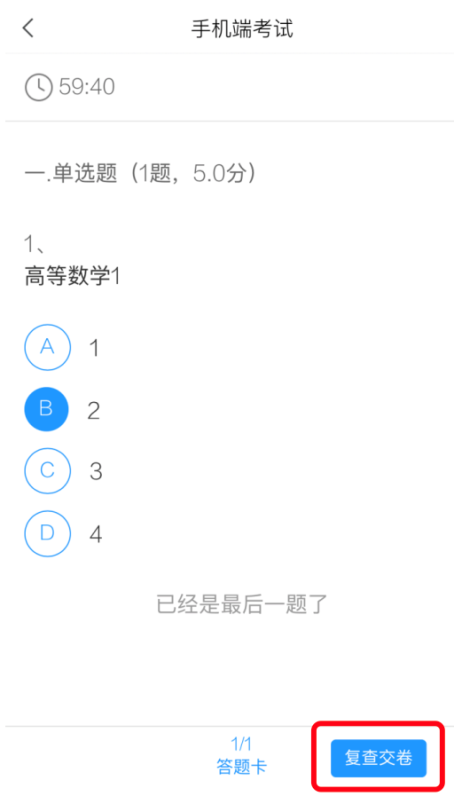 手机端考试
59:40
一.单选题（1题，5.0分）
1、
高等数学1
A 1
B 2
C 3
D 4
已经是最后一题了
1/1
答题卡
复查交卷